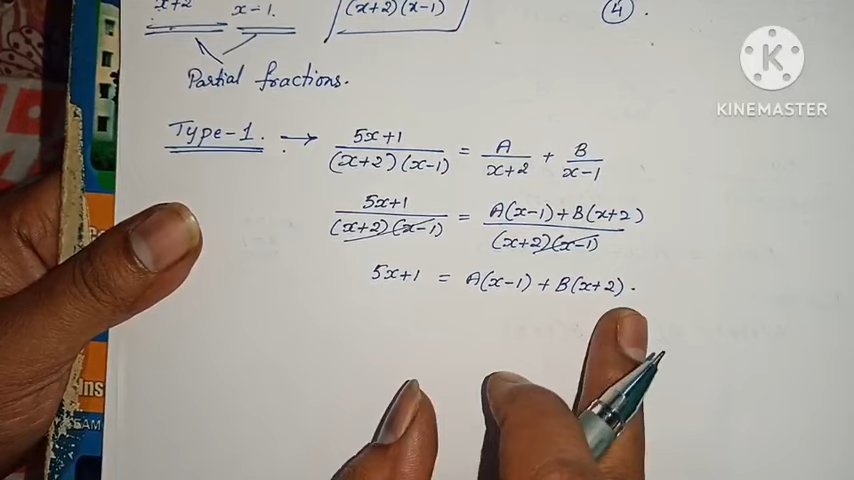 x+2 x-1. (x+2)(x-1) 4.
Partial fractions.
Type-1. → 5x+1/(x+2)(x-1) = A/x+2 + B/x-1
5x+1/(x+2)(x-1) = A(x-1)+B(x+2)/(x+2)(x-1)
5x+1 = A(x-1)+B(x+2).
K
KINEMASTER